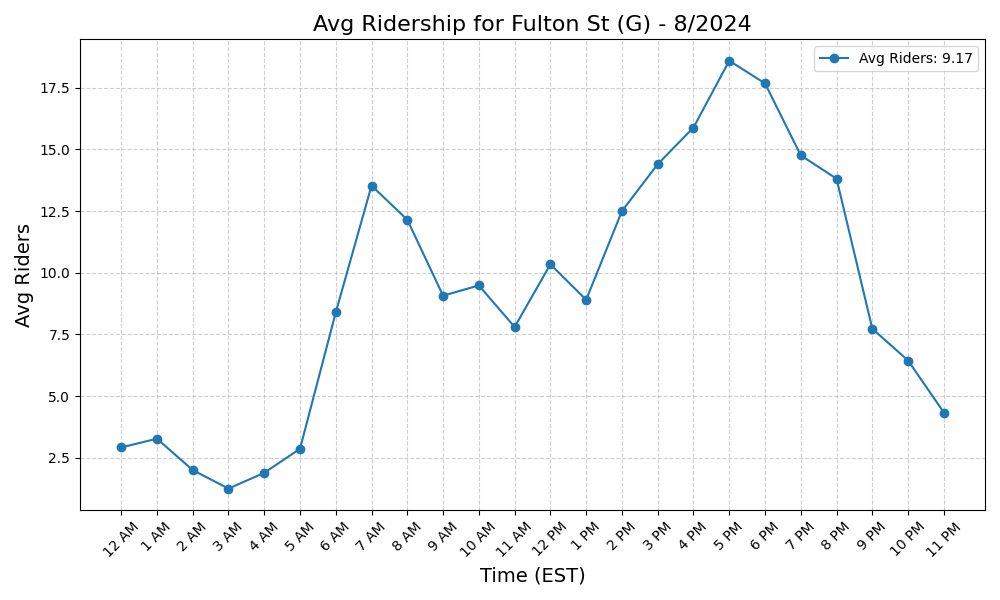 Avg Ridership for Fulton St (G) - 8/2024
Avg Riders: 9.17
Avg Riders
17.5
15.0
12.5
10.0
7.5
5.0
2.5
12 AM
1 AM
2 AM
3 AM
4 AM
5 AM
6 AM
7 AM
8 AM
9 AM
10 AM
11 AM
12 PM
1 PM
2 PM
3 PM
4 PM
5 PM
6 PM
7 PM
8 PM
9 PM
10 PM
11 PM
Time (EST)